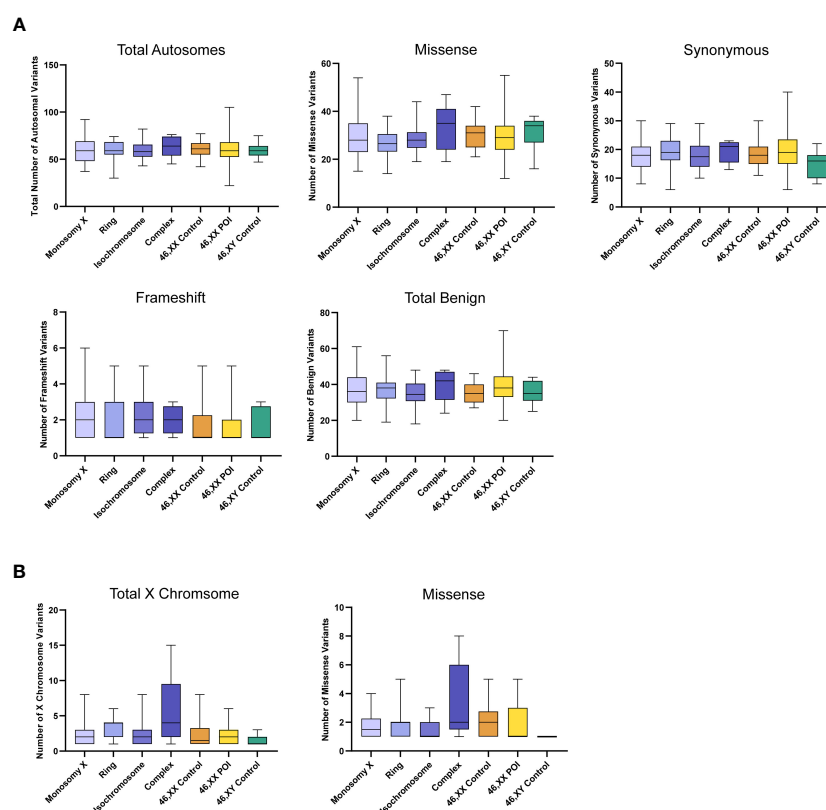 A
Total Autosomes
Total Number of Autosomal Variants
150
100
50
0
Monosomy X
Ring
Isochromosome
Complex
46,XX Control
46,XX POI
46,XY Control
Missense
Number of Missense Variants
60
40
20
0
Monosomy X
Ring
Isochromosome
Complex
46,XX Control
46,XX POI
46,XY Control
Synonymous
Number of Synonymous Variants
50
40
30
20
10
0
Monosomy X
Ring
Isochromosome
Complex
46,XX Control
46,XX POI
46,XY Control
Frameshift
Number of Frameshift Variants
8
6
4
2
0
Monosomy X
Ring
Isochromosome
Complex
46,XX Control
46,XX POI
46,XY Control
Total Benign
Number of Benign Variants
80
60
40
20
0
Monosomy X
Ring
Isochromosome
Complex
46,XX Control
46,XX POI
46,XY Control
B
Total X Chromsome
Number of X Chromosome Variants
20
15
10
5
0
Monosomy X
Ring
Isochromosome
Complex
46,XX Control
46,XX POI
46,XY Control
Missense
Number of Missense Variants
10
8
6
4
2
0
Monosomy X
Ring
Isochromosome
Complex
46,XX Control
46,XX POI
46,XY Control